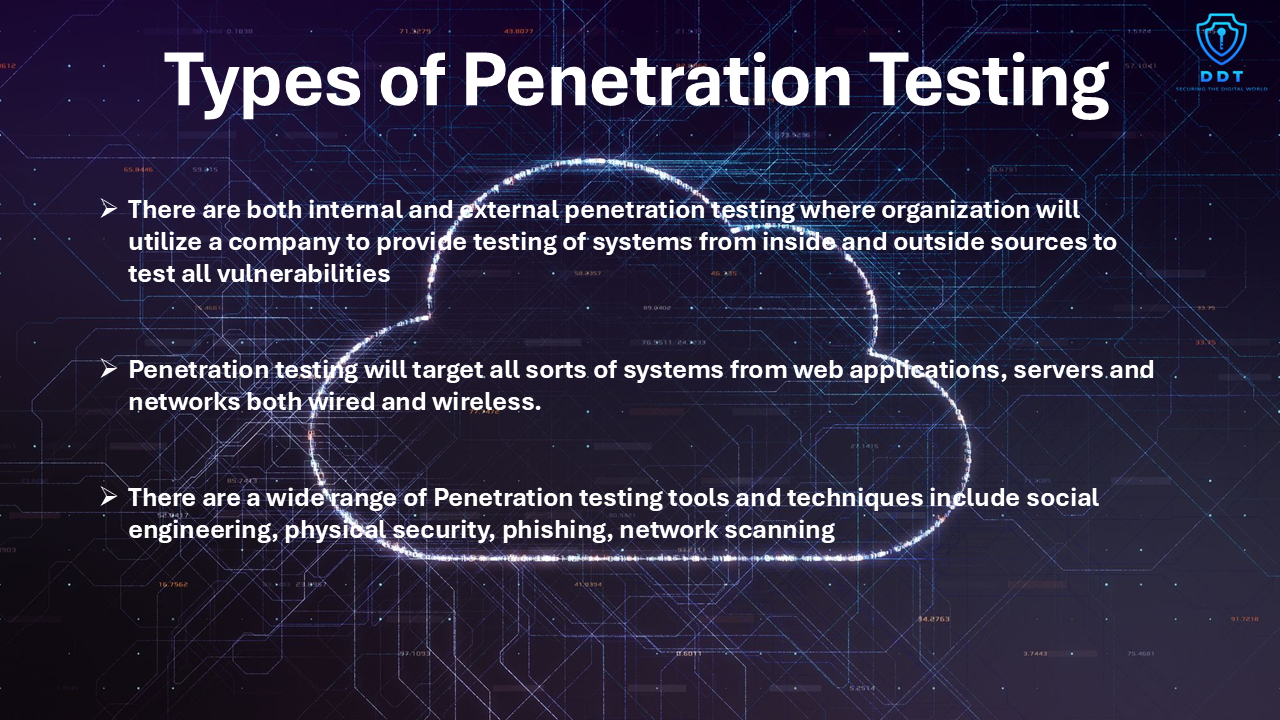 Types of Penetration Testing
DDT
SECURING THE DIGITAL WORLD
➢ There are both internal and external penetration testing where organization will
utilize a company to provide testing of systems from inside and outside sources to
test all vulnerabilities
➢ Penetration testing will target all sorts of systems from web applications, servers and
networks both wired and wireless.
➢ There are a wide range of Penetration testing tools and techniques include social
engineering, physical security, phishing, network scanning